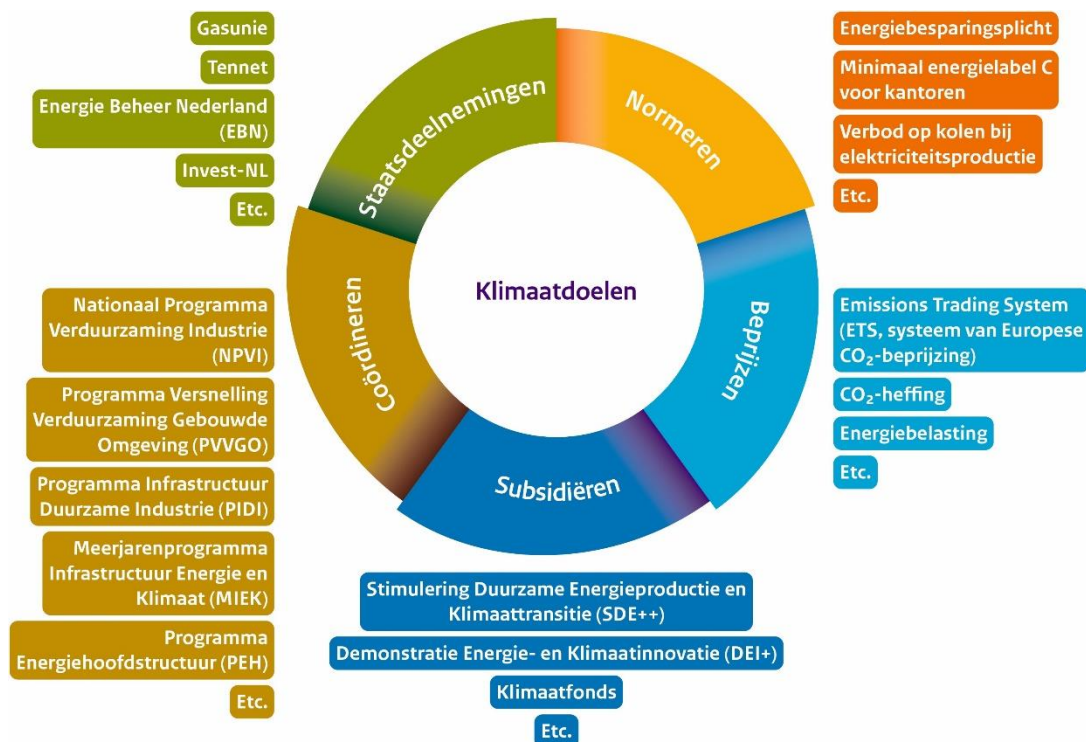 Gasunie
Tennet
Energie Beheer Nederland
(EBN)
Invest-NL
Etc.
Staatsdeelnemingen
Normeren
Energiebesparingsplicht
Minimaal energielabel C
voor kantoren
Verbod op kolen bij
elektriciteitsproductie
Etc.
Klimaatdoelen
Coördineren
Beprijzen
Subsidiëren
Nationaal Programma
Verduurzaming Industrie
(NPVI)
Programma Versnelling
Verduurzaming Gebouwde
Omgeving (PVVGO)
Programma Infrastructuur
Duurzame Industrie (PIDI)
Meerjarenprogramma
Infrastructuur Energie en
Klimaat (MIEK)
Programma
Energiehoofdstructuur (PEH)
Etc.
Emissions Trading System
(ETS, systeem van Europese
CO₂-beprijzing)
CO₂-heffing
Energiebelasting
Etc.
Stimulering Duurzame Energieproductie en
Klimaattransitie (SDE++)
Demonstratie Energie- en Klimaatinnovatie (DEI+)
Klimaatfonds
Etc.